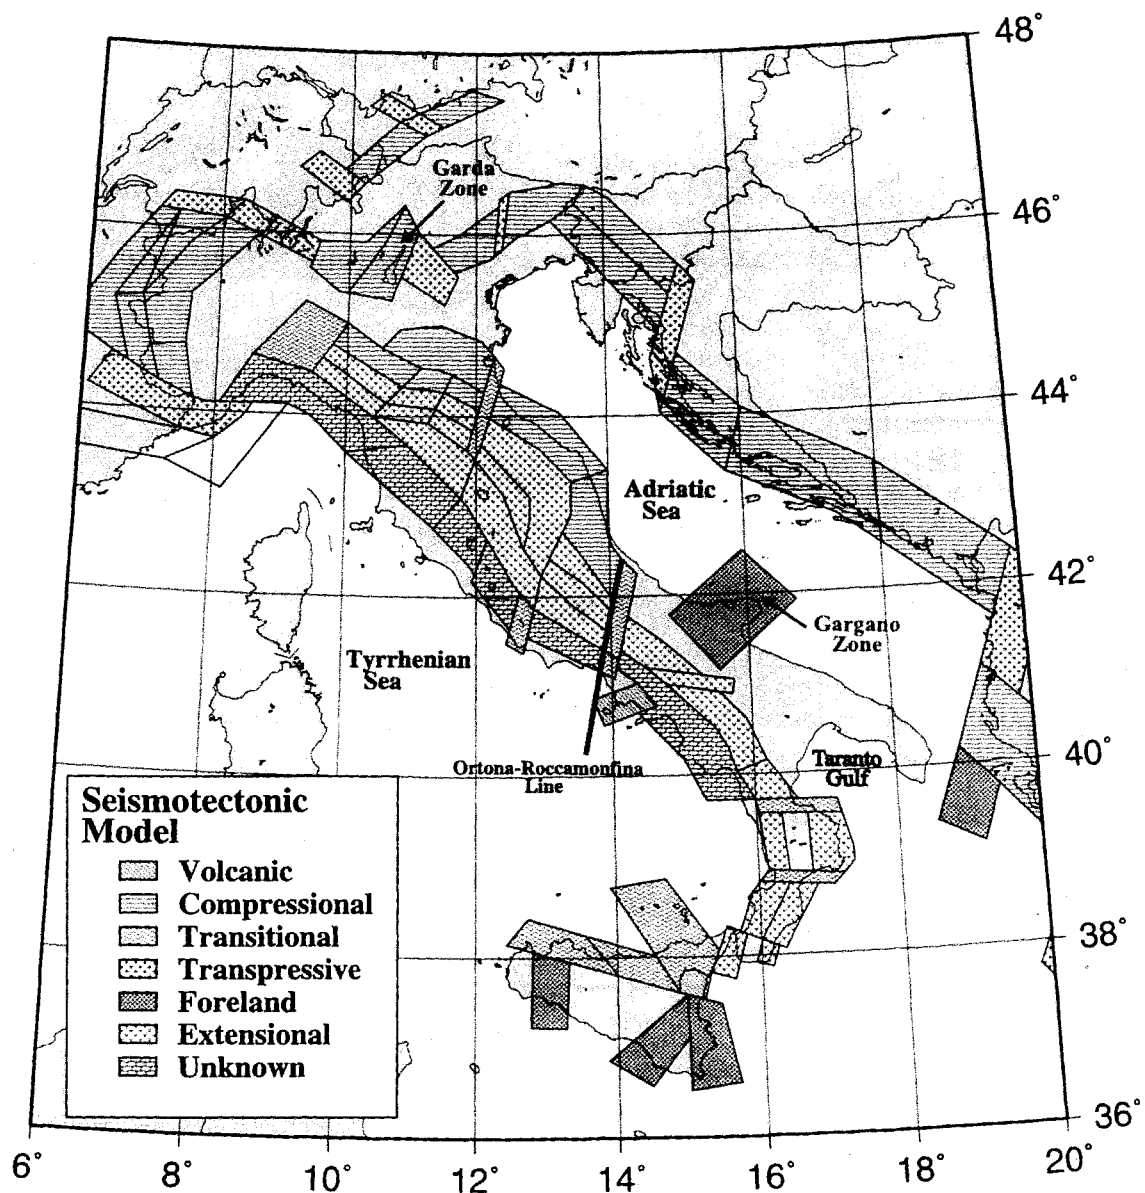 48°
Garda
Zone
46°
44°
Adriatic
Sea
42°
Gargano
Zone
Tyrrhenian
Sea
40°
Taranto
Gulf
Ortona-Roccamonfina
Line
Seismotectonic
Model
Volcanic
Compressional
Transitional
Transpressive
Foreland
Extensional
Unknown
38°
36°
6°
8°
10°
12°
14°
16°
18°
20°